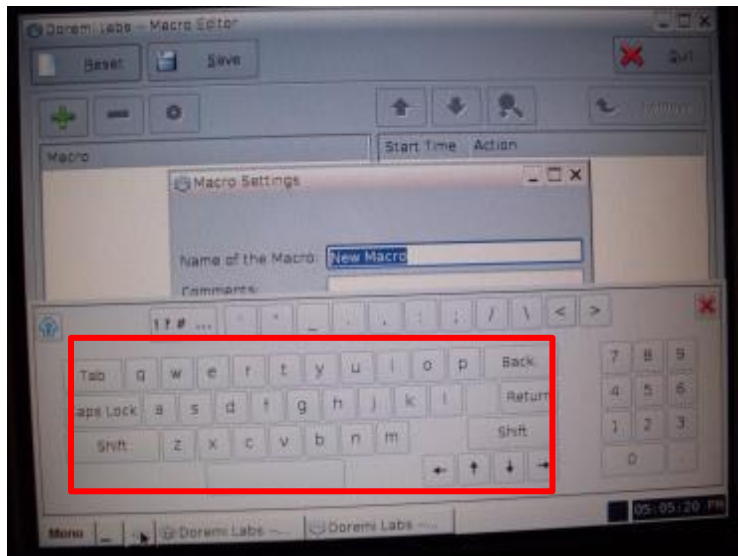 Doremi Labs - Macro Editor
Reset Save Quit
Macro Start Time Action
Macro Settings
Name of the Macro: New Macro
Comments:
! ? # ... _ . , : ; / \ < >
Tab q w e r t y u i o p Back 7 8 9
Caps Lock a s d f g h j k l Return 4 5 6
Shift z x c v b n m Shift 1 2 3
← ↑ ↓ → 0 .
Menu _ Doremi Labs -... Doremi Labs -... 05:05:20 PM